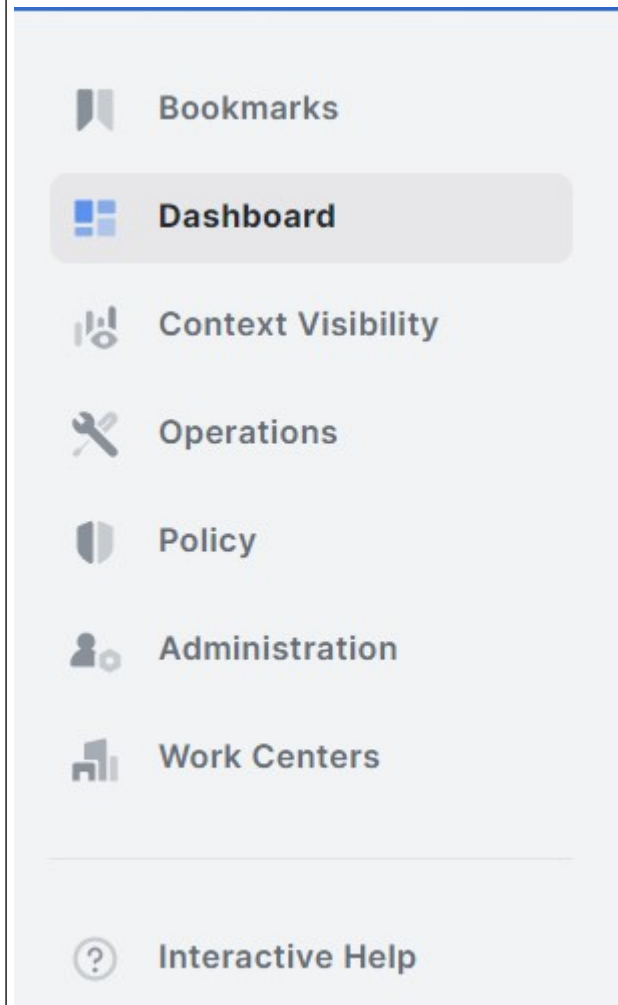 Bookmarks
Dashboard
Context Visibility
Operations
Policy
Administration
Work Centers
Interactive Help